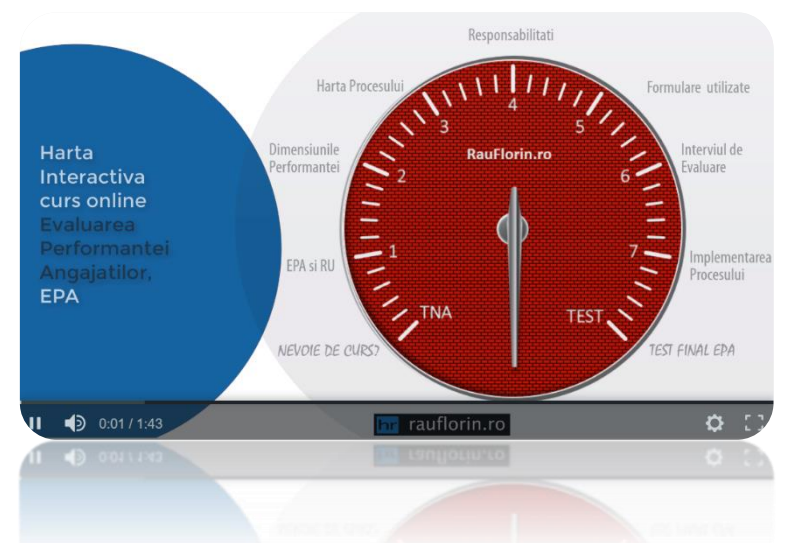 Harta
Interactiva
curs online
Evaluarea
Performantei
Angajatilor,
EPA
Responsabilitati
Harta Procesului
Formulare utilizate
Dimensiunile
Performantei
Interviul de
Evaluare
EPA si RU
Implementarea
Procesului
NEVOIE DE CURS?
TEST FINAL EPA
4
3
5
RauFlorin.ro
2
6
1
7
TNA
TEST
0:01 / 1:43
hr rauflorin.ro